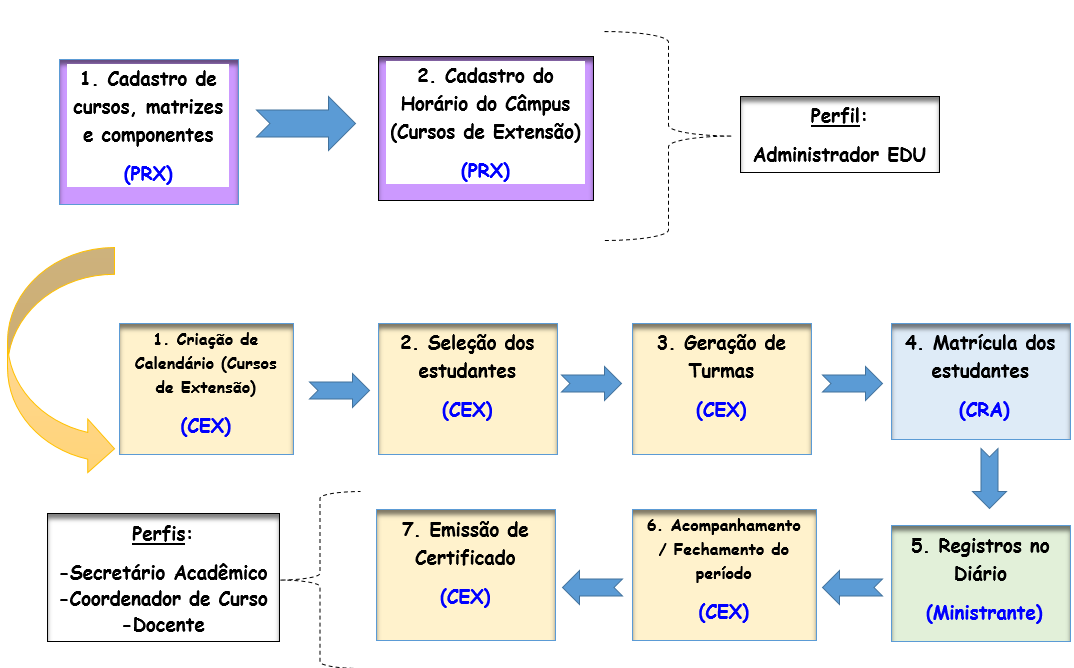 1. Cadastro de
cursos, matrizes
e componentes
(PRX)
2. Cadastro do
Horário do Câmpus
(Cursos de Extensão)
(PRX)
Perfil:
Administrador EDU
1. Criação de
Calendário (Cursos
de Extensão)
(CEX)
2. Seleção dos
estudantes
(CEX)
3. Geração de
Turmas
(CEX)
4. Matrícula dos
estudantes
(CRA)
5. Registros no
Diário
(Ministrante)
6. Acompanhamento
/ Fechamento do
período
(CEX)
7. Emissão de
Certificado
(CEX)
Perfis:
-Secretário Acadêmico
-Coordenador de Curso
-Docente